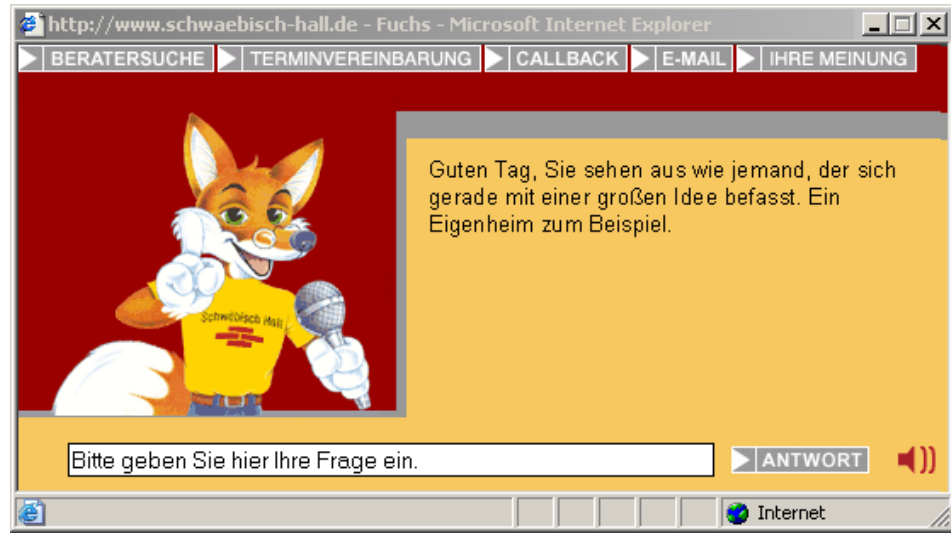 http://www.schwaebisch-hall.de - Fuchs - Microsoft Internet Explorer
BERATERSUCHE TERMINVEREINBARUNG CALLBACK E-MAIL IHRE MEINUNG
Guten Tag, Sie sehen aus wie jemand, der sich
gerade mit einer großen Idee befasst. Ein
Eigenheim zum Beispiel.
Schwäbisch Hall
Bitte geben Sie hier Ihre Frage ein.
ANTWORT
Internet